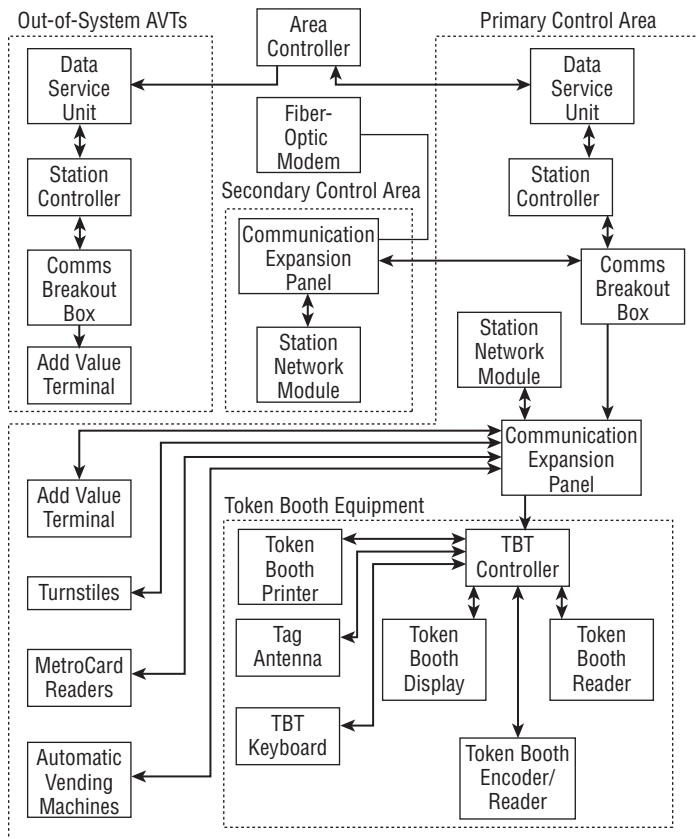 Out-of-System AVTs
Area
Controller
Primary Control Area
Data
Service
Unit
Fiber-
Optic
Modem
Data
Service
Unit
Station
Controller
Secondary Control Area
Station
Controller
Communication
Expansion
Panel
Comms
Breakout
Box
Comms
Breakout
Box
Add Value
Terminal
Station
Network
Module
Station
Network
Module
Communication
Expansion
Panel
Add Value
Terminal
Token Booth Equipment
Token
Booth
Printer
TBT
Controller
Turnstiles
Tag
Antenna
Token
Booth
Display
Token
Booth
Reader
MetroCard
Readers
TBT
Keyboard
Automatic
Vending
Machines
Token Booth
Encoder/
Reader